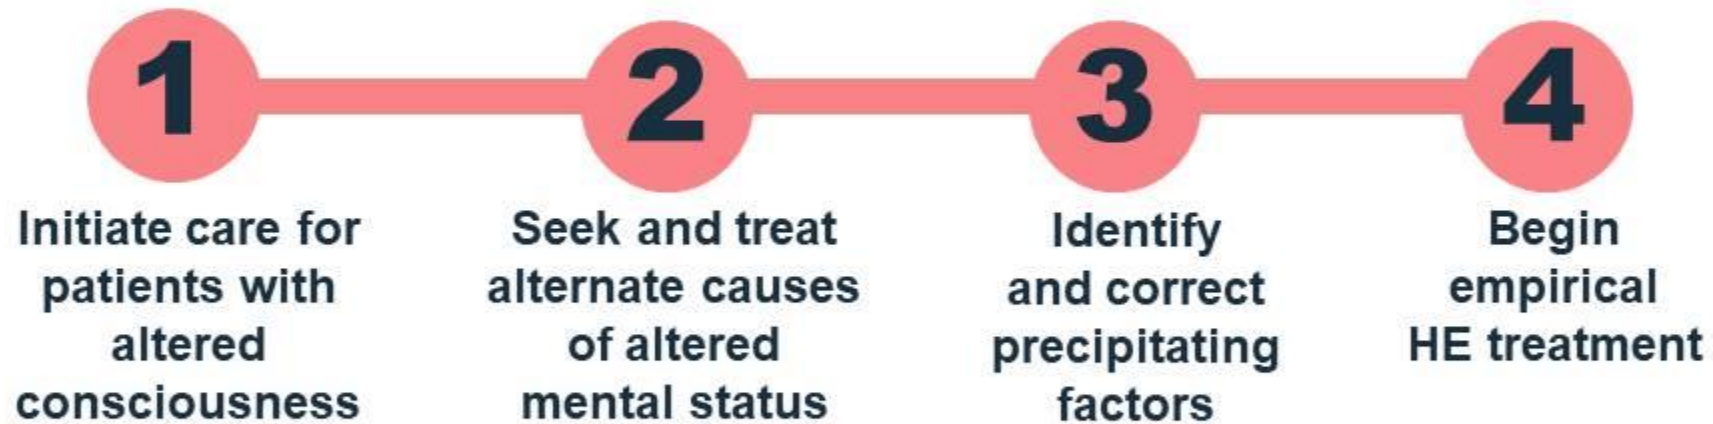 1
Initiate care for
patients with
altered
consciousness
2
Seek and treat
alternate causes
of altered
mental status
3
Identify
and correct
precipitating
factors
4
Begin
empirical
HE treatment